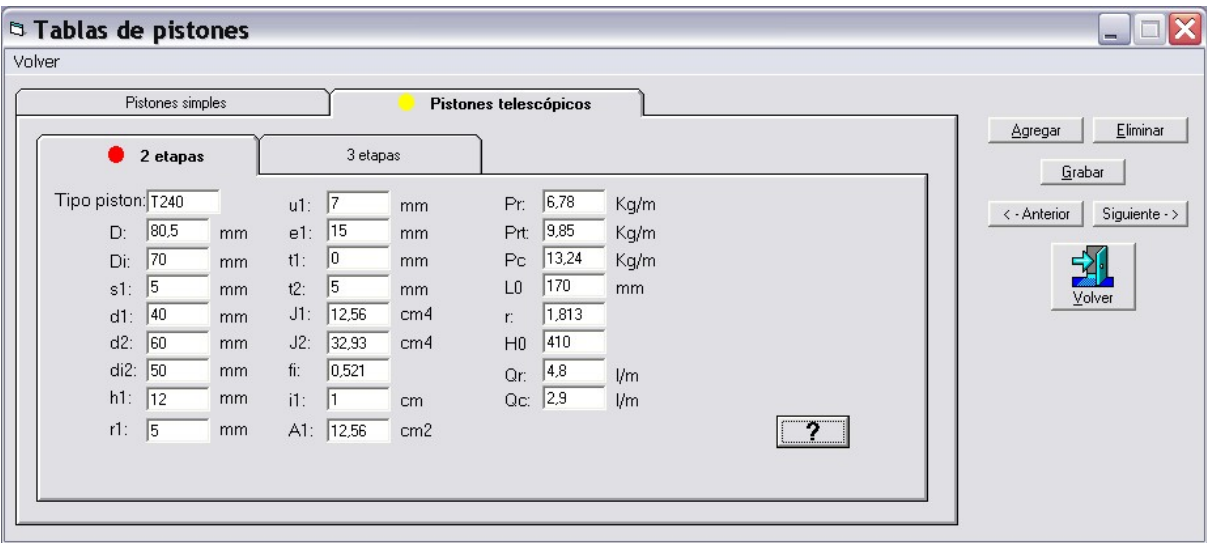 Tablas de pistones
Volver
Pistones simples Pistones telescópicos
2 etapas 3 etapas
Tipo piston: T240 u1: 7 mm Pr: 6,78 Kg/m
D: 80,5 mm e1: 15 mm Prt: 9,85 Kg/m
Di: 70 mm t1: 0 mm Pc 13,24 Kg/m
s1: 5 mm t2: 5 mm L0 170 mm
d1: 40 mm J1: 12,56 cm4 r: 1,813
d2: 60 mm J2: 32,93 cm4 H0 410
di2: 50 mm fi: 0,521 Qr: 4,8 l/m
h1: 12 mm i1: 1 cm Qc: 2,9 l/m
r1: 5 mm A1: 12,56 cm2 ?
Agregar Eliminar
Grabar
< - Anterior Siguiente - >
Volver